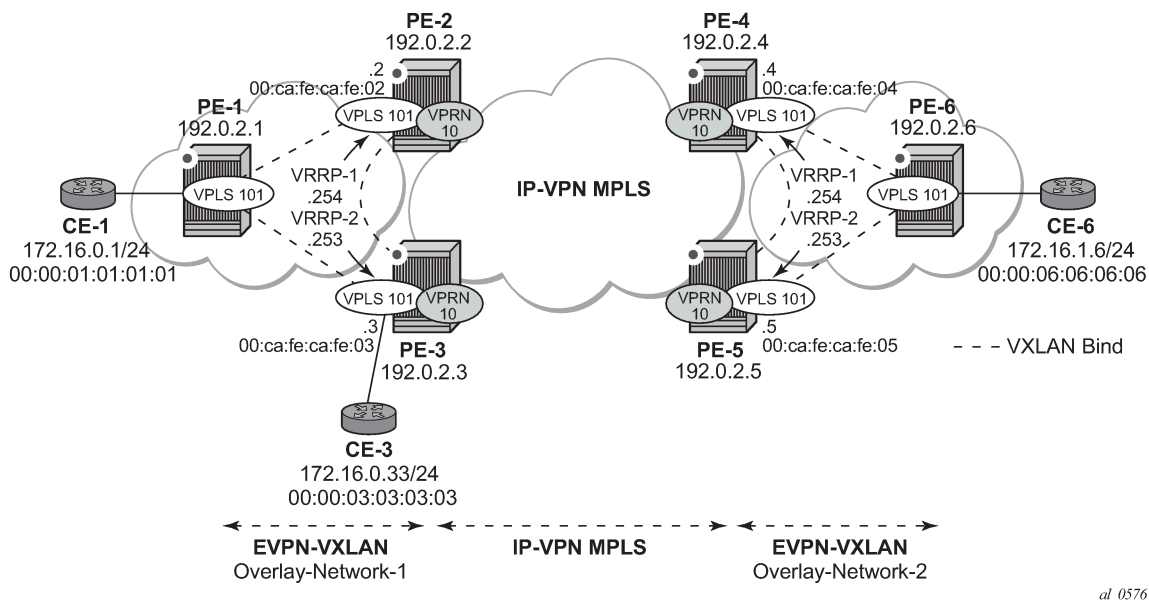 PE-2
192.0.2.2
.2
00:ca:fe:ca:fe:02
VPLS 101
VPRN
10
PE-4
192.0.2.4
.4
00:ca:fe:ca:fe:04
VPRN
10
VPLS 101
PE-1
192.0.2.1
VPLS 101
CE-1
172.16.0.1/24
00:00:01:01:01:01
VRRP-1
.254
VRRP-2
.253
IP-VPN MPLS
VRRP-1
.254
VRRP-2
.253
PE-6
192.0.2.6
VPLS 101
CE-6
172.16.1.6/24
00:00:06:06:06:06
VPLS 101
VPRN
10
.3
00:ca:fe:ca:fe:03
PE-3
192.0.2.3
VPRN
10
VPLS 101
.5
00:ca:fe:ca:fe:05
PE-5
192.0.2.5
VXLAN Bind
CE-3
172.16.0.33/24
00:00:03:03:03:03
EVPN-VXLAN
Overlay-Network-1
IP-VPN MPLS
EVPN-VXLAN
Overlay-Network-2
al_0576